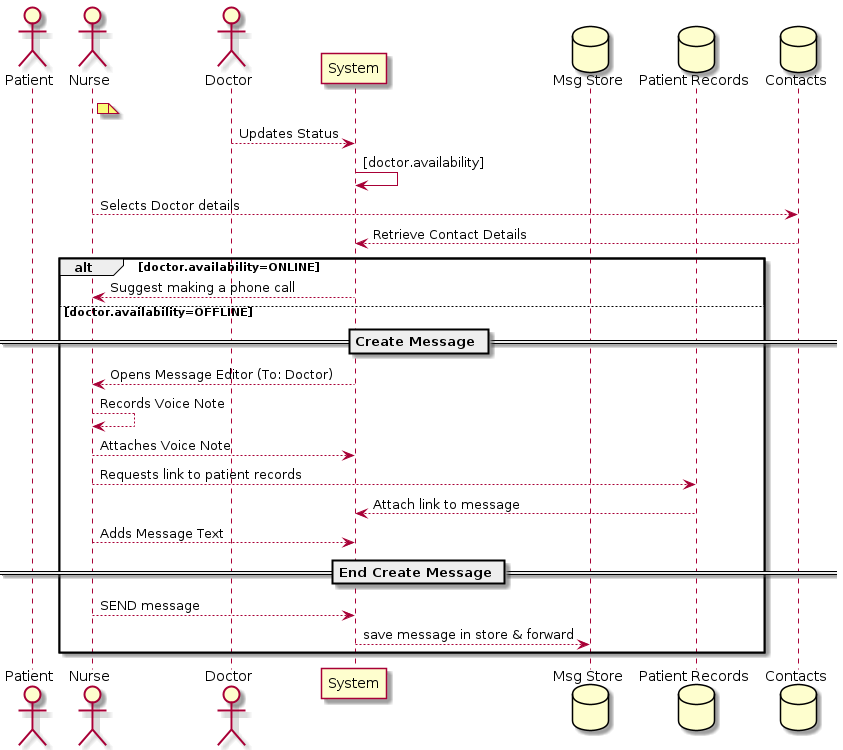 Patient Nurse Doctor System Msg Store Patient Records Contacts
Updates Status
[doctor.availability]
Selects Doctor details
Retrieve Contact Details
alt [doctor.availability=ONLINE]
Suggest making a phone call
[doctor.availability=OFFLINE]
Create Message
Opens Message Editor (To: Doctor)
Records Voice Note
Attaches Voice Note
Requests link to patient records
Attach link to message
Adds Message Text
End Create Message
SEND message
save message in store & forward
Patient Nurse Doctor System Msg Store Patient Records Contacts